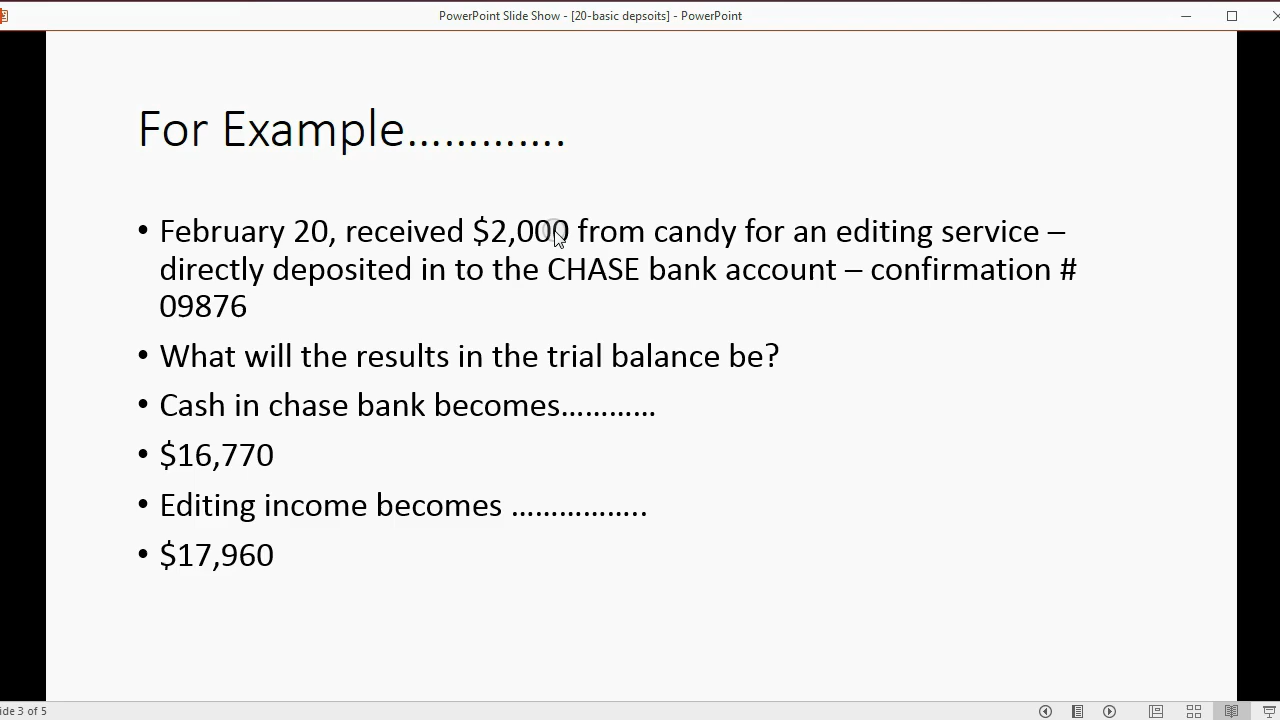 PowerPoint Slide Show - [20-basic depsoits] - PowerPoint
For Example………….
• February 20, received $2,000 from candy for an editing service –
directly deposited in to the CHASE bank account – confirmation #
09876
• What will the results in the trial balance be?
• Cash in chase bank becomes…………
• $16,770
• Editing income becomes ……………..
• $17,960
ide 3 of 5